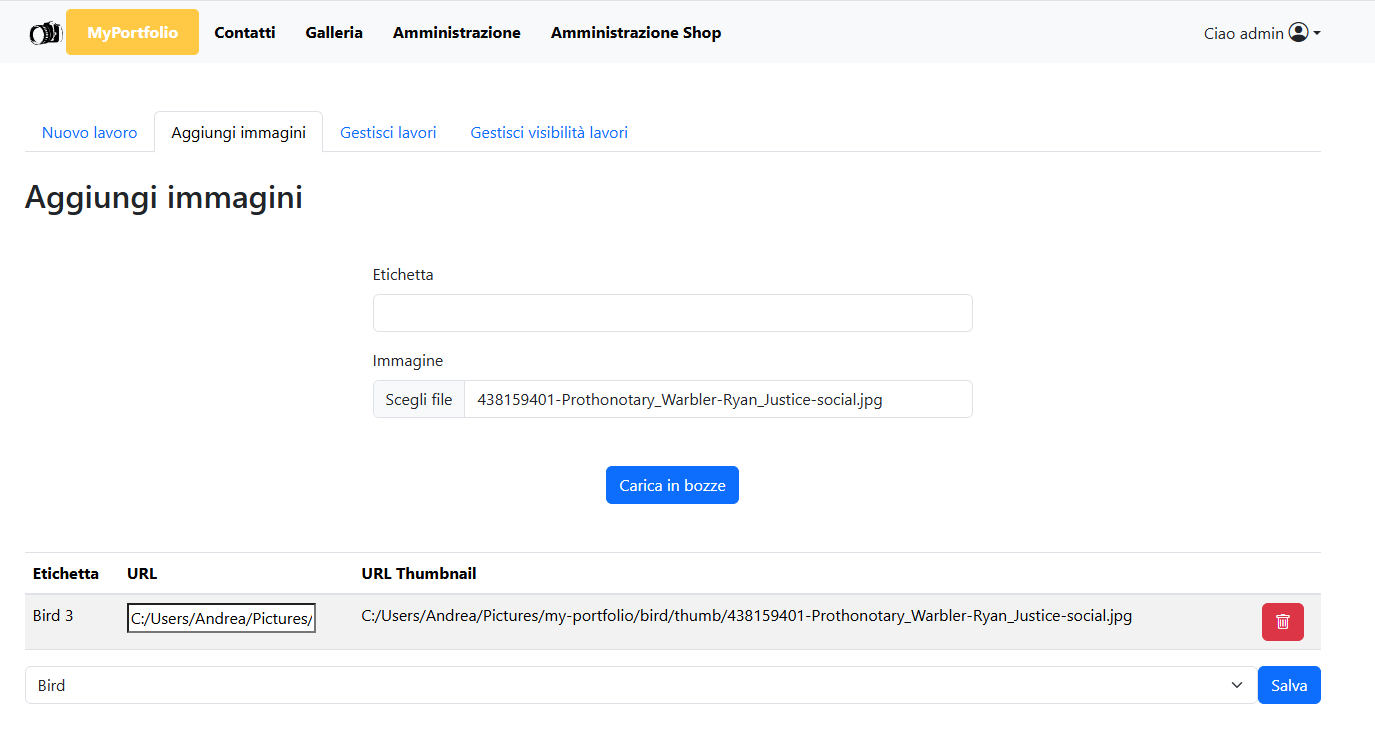 MyPortfolio Contatti Galleria Amministrazione Amministrazione Shop Ciao admin
Nuovo lavoro Aggiungi immagini Gestisci lavori Gestisci visibilità lavori
Aggiungi immagini
Etichetta
Immagine
Scegli file 438159401-Prothonotary_Warbler-Ryan_Justice-social.jpg
Carica in bozze
Etichetta URL URL Thumbnail
Bird 3 C:/Users/Andrea/Pictures/ C:/Users/Andrea/Pictures/my-portfolio/bird/thumb/438159401-Prothonotary_Warbler-Ryan_Justice-social.jpg
Bird Salva